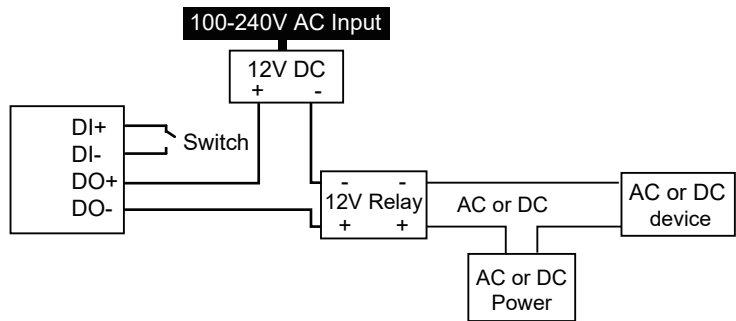 100-240V AC Input
12V DC
+ -
DI+
DI-
DO+
DO-
Switch
- -
12V Relay
+ +
AC or DC
AC or DC
device
AC or DC
Power